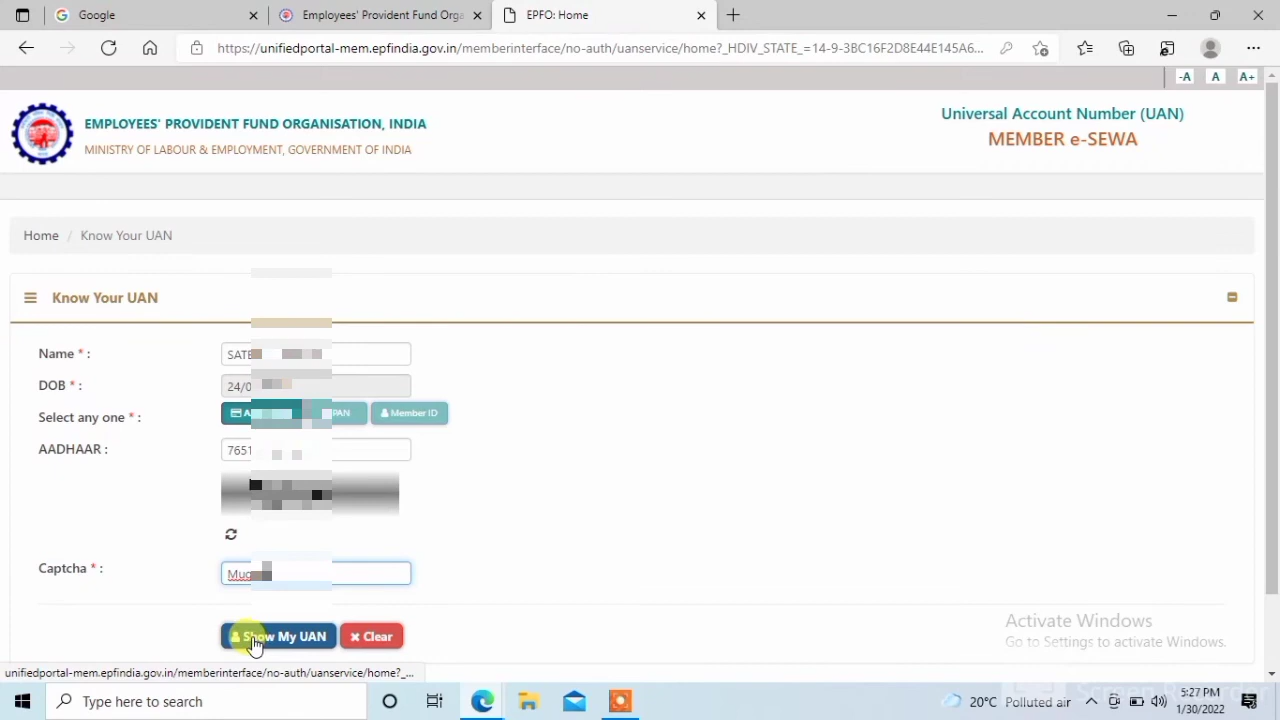 Google
Employees' Provident Fund Orga
EPFO: Home
https://unifiedportal-mem.epfindia.gov.in/memberinterface/no-auth/uanservice/home?_HDIV_STATE_=14-9-3BC16F2D8E44E145A6...
-A A A+
EMPLOYEES' PROVIDENT FUND ORGANISATION, INDIA
MINISTRY OF LABOUR & EMPLOYMENT, GOVERNMENT OF INDIA
Universal Account Number (UAN)
MEMBER e-SEWA
Home / Know Your UAN
Know Your UAN
Name * :
DOB * :
24/0
Select any one * :
PAN
Member ID
AADHAAR :
7651
Captcha * :
Show My UAN
Clear
Activate Windows
Go to Settings to activate Windows.
unifiedportal-mem.epfindia.gov.in/memberinterface/no-auth/uanservice/home?_...
Type here to search
20°C Polluted air
5:27 PM
1/30/2022